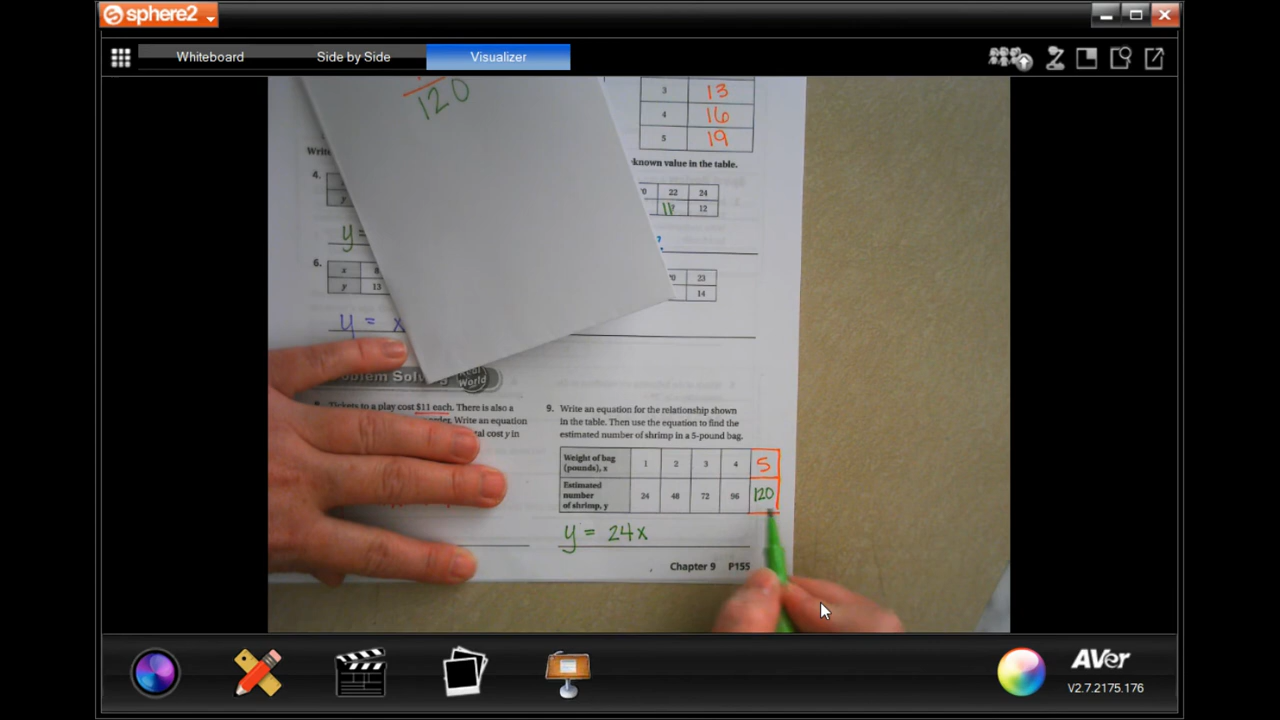 sphere2
Whiteboard Side by Side Visualizer
120
3 13
4 16
5 19
known value in the table.
4.
y
22 24
11 12
y =
6.
x 8
y 13
23
14
y = x
Problem Solving Real World
Tickets to a play cost $11 each. There is also a
order. Write an equation
cost y in
9. Write an equation for the relationship shown
in the table. Then use the equation to find the
estimated number of shrimp in a 5-pound bag.
Weight of bag (pounds), x 1 2 3 4 5
Estimated number of shrimp, y 24 48 72 96 120
y = 24x
Chapter 9 P155
AVer
V2.7.2175.176